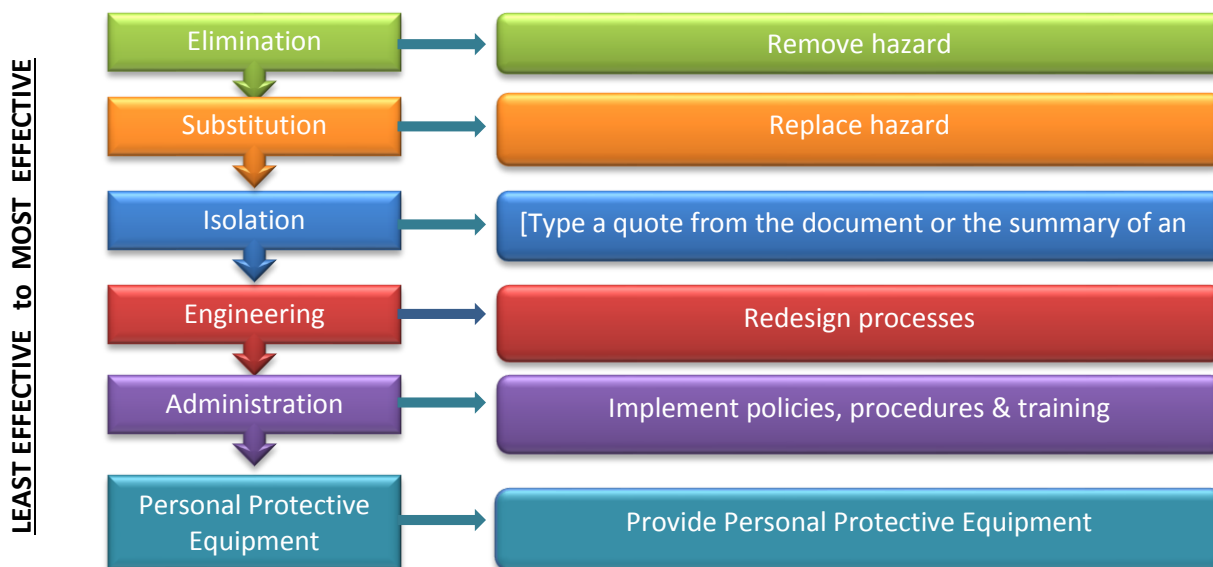 LEAST EFFECTIVE to MOST EFFECTIVE
Elimination
Remove hazard
Substitution
Replace hazard
Isolation
[Type a quote from the document or the summary of an
Engineering
Redesign processes
Administration
Implement policies, procedures & training
Personal Protective
Equipment
Provide Personal Protective Equipment